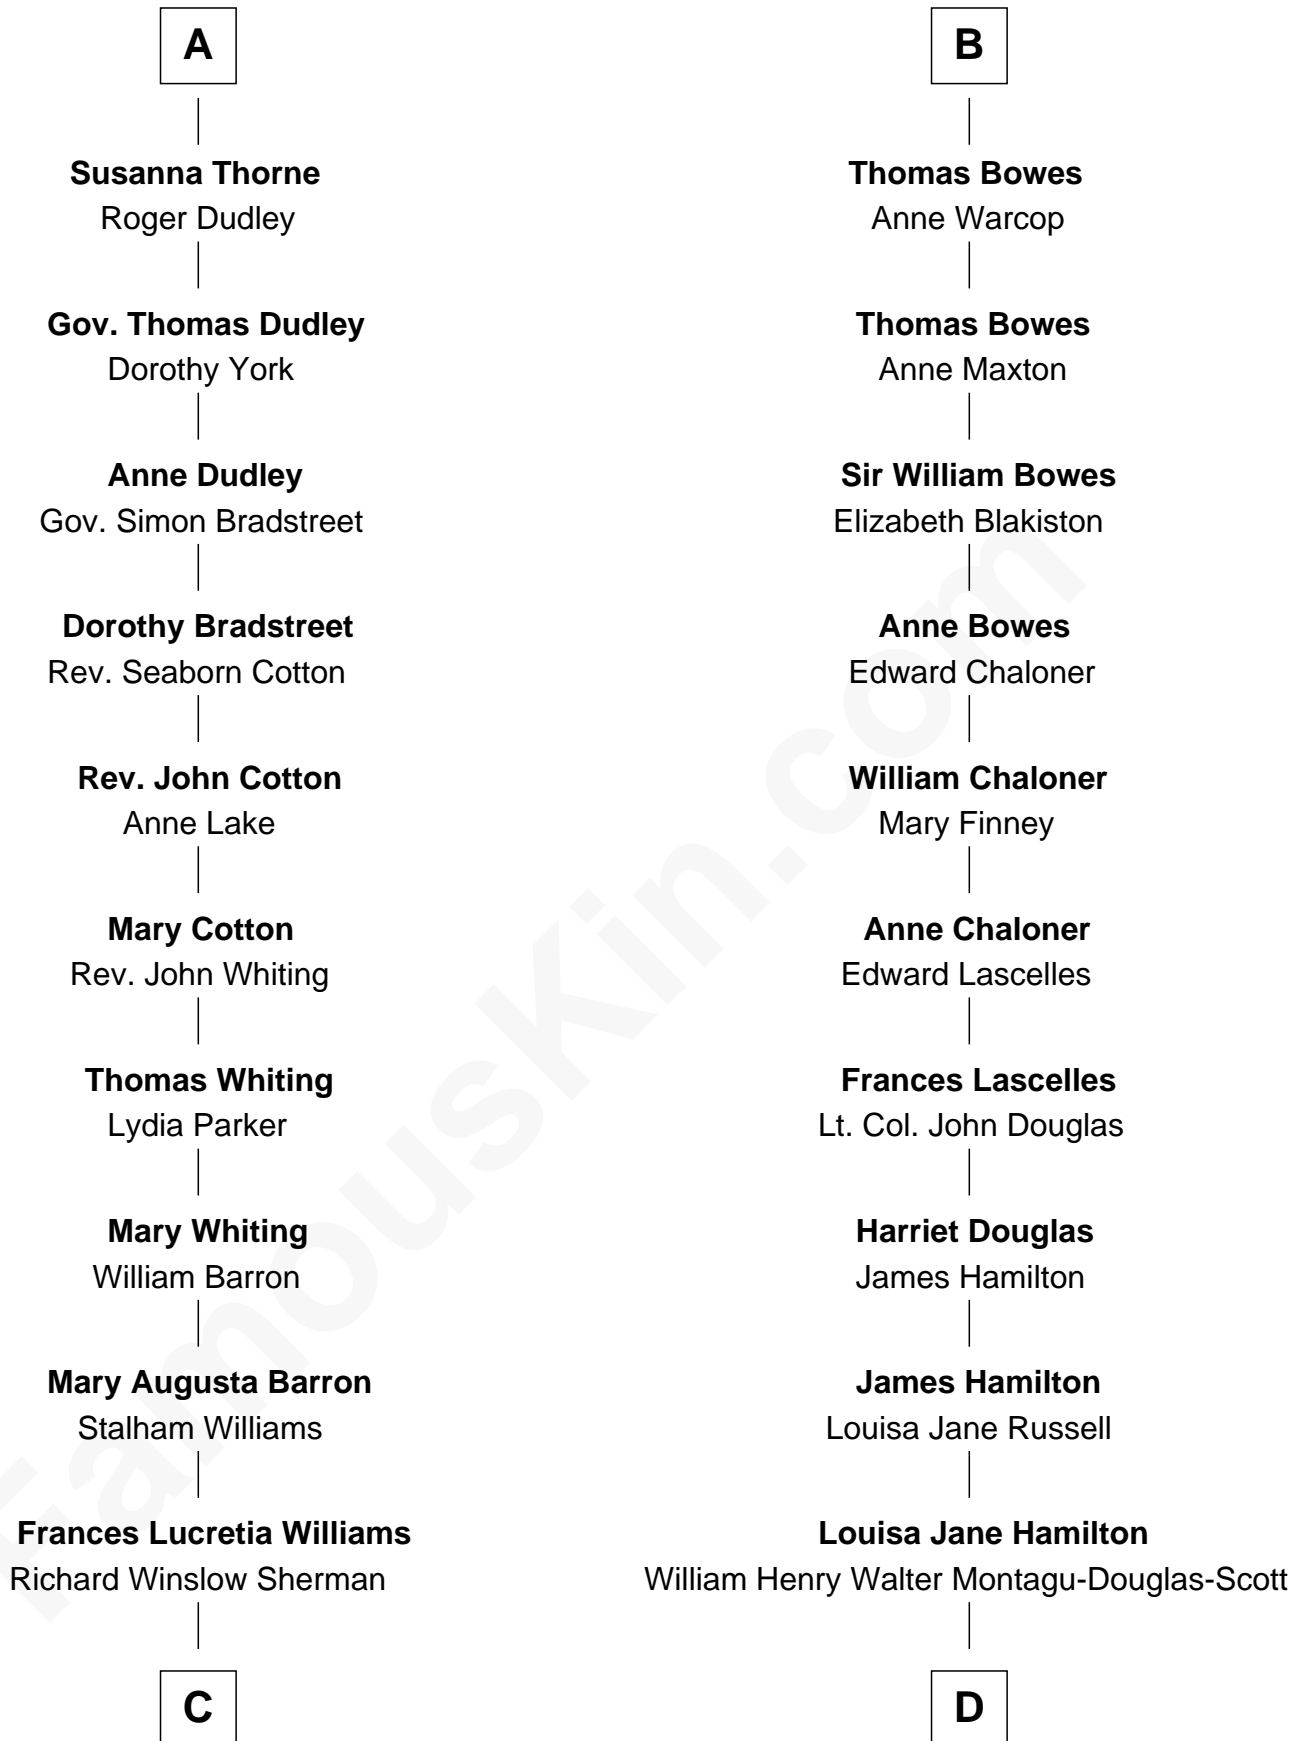 A
Susanna Thorne
Roger Dudley
Gov. Thomas Dudley
Dorothy York
Anne Dudley
Gov. Simon Bradstreet
Dorothy Bradstreet
Rev. Seaborn Cotton
Rev. John Cotton
Anne Lake
Mary Cotton
Rev. John Whiting
Thomas Whiting
Lydia Parker
Mary Whiting
William Barron
Mary Augusta Barron
Stalham Williams
Frances Lucretia Williams
Richard Winslow Sherman
C
B
Thomas Bowes
Anne Warcop
Thomas Bowes
Anne Maxton
Sir William Bowes
Elizabeth Blakiston
Anne Bowes
Edward Chaloner
William Chaloner
Mary Finney
Anne Chaloner
Edward Lascelles
Frances Lascelles
Lt. Col. John Douglas
Harriet Douglas
James Hamilton
James Hamilton
Louisa Jane Russell
Louisa Jane Hamilton
William Henry Walter Montagu-Douglas-Scott
D
FamousKin.com